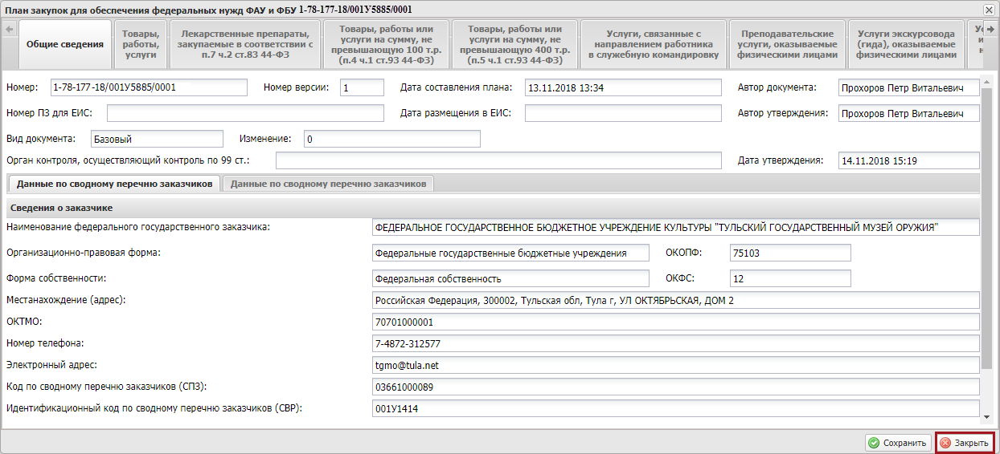 План закупок для обеспечения федеральных нужд ФАУ и ФБУ 1-78-177-18/001У5885/0001
Общие сведения
Товары,
работы,
услуги
Лекарственные препараты,
закупаемые в соответствии с
п.7 ч.2 ст.83 44-ФЗ
Товары, работы или
услуги на сумму, не
превышающую 100 т.р.
(п.4 ч.1 ст.93 44-ФЗ)
Товары, работы или
услуги на сумму, не
превышающую 400 т.р.
(п.5 ч.1 ст.93 44-ФЗ)
Услуги, связанные с
направлением работника
в служебную командировку
Преподавательские
услуги, оказываемые
физическими лицами
Услуги экскурсовода
(гида), оказываемые
физическими лицами
Номер: 1-78-177-18/001У5885/0001 Номер версии: 1 Дата составления плана: 13.11.2018 13:34 Автор документа: Прохоров Петр Витальевич
Номер ПЗ для ЕИС: Дата размещения в ЕИС: Автор утверждения: Прохоров Петр Витальевич
Вид документа: Базовый Изменение: 0
Орган контроля, осуществляющий контроль по 99 ст.: Дата утверждения: 14.11.2018 15:19
Данные по сводному перечню заказчиков Данные по сводному перечню заказчиков
Сведения о заказчике
Наименование федерального государственного заказчика: ФЕДЕРАЛЬНОЕ ГОСУДАРСТВЕННОЕ БЮДЖЕТНОЕ УЧРЕЖДЕНИЕ КУЛЬТУРЫ "ТУЛЬСКИЙ ГОСУДАРСТВЕННЫЙ МУЗЕЙ ОРУЖИЯ"
Организационно-правовая форма: Федеральные государственные бюджетные учреждения ОКОПФ: 75103
Форма собственности: Федеральная собственность ОКФС: 12
Местанахождение (адрес): Российская Федерация, 300002, Тульская обл, Тула г, УЛ ОКТЯБРЬСКАЯ, ДОМ 2
ОКТМО: 70701000001
Номер телефона: 7-4872-312577
Электронный адрес: tgmo@tula.net
Код по сводному перечню заказчиков (СПЗ): 03661000089
Идентификационный код по сводному перечню заказчиков (СВР): 001У1414
Сохранить Закрыть